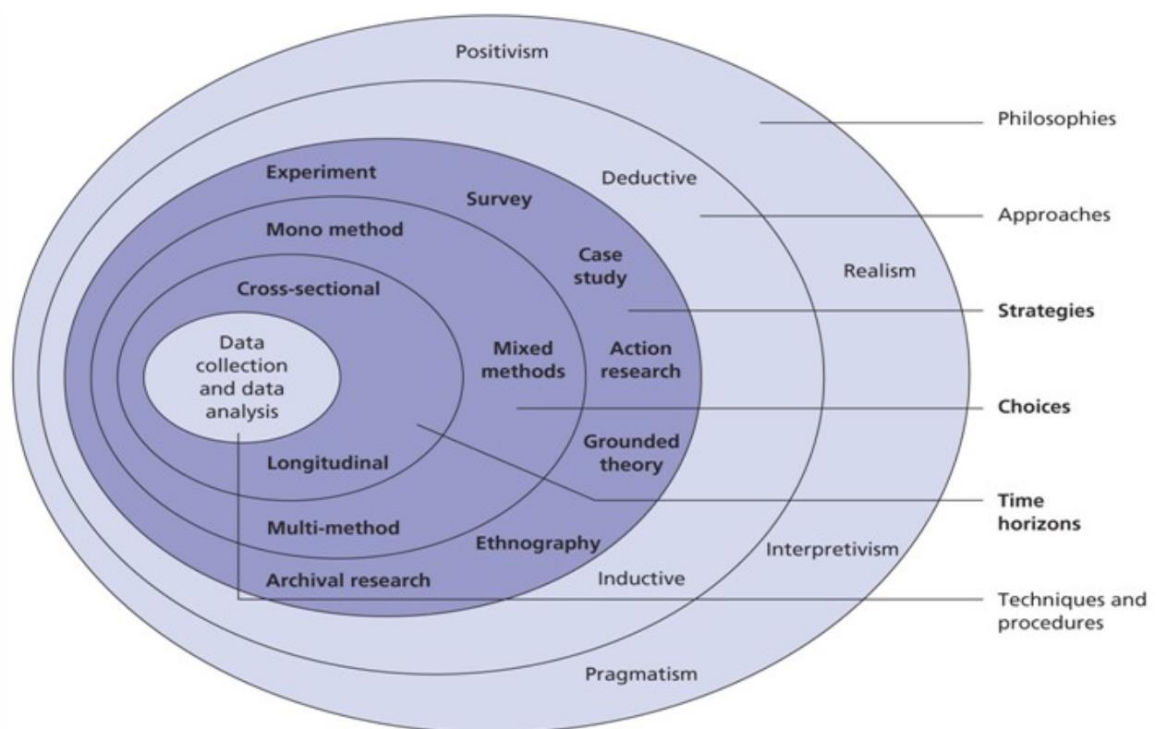 Positivism
Philosophies
Experiment
Deductive
Survey
Approaches
Mono method
Case
study
Realism
Cross-sectional
Strategies
Data
collection
and data
analysis
Mixed
methods
Action
research
Choices
Grounded
theory
Longitudinal
Time
horizons
Multi-method
Ethnography
Interpretivism
Archival research
Inductive
Techniques and
procedures
Pragmatism